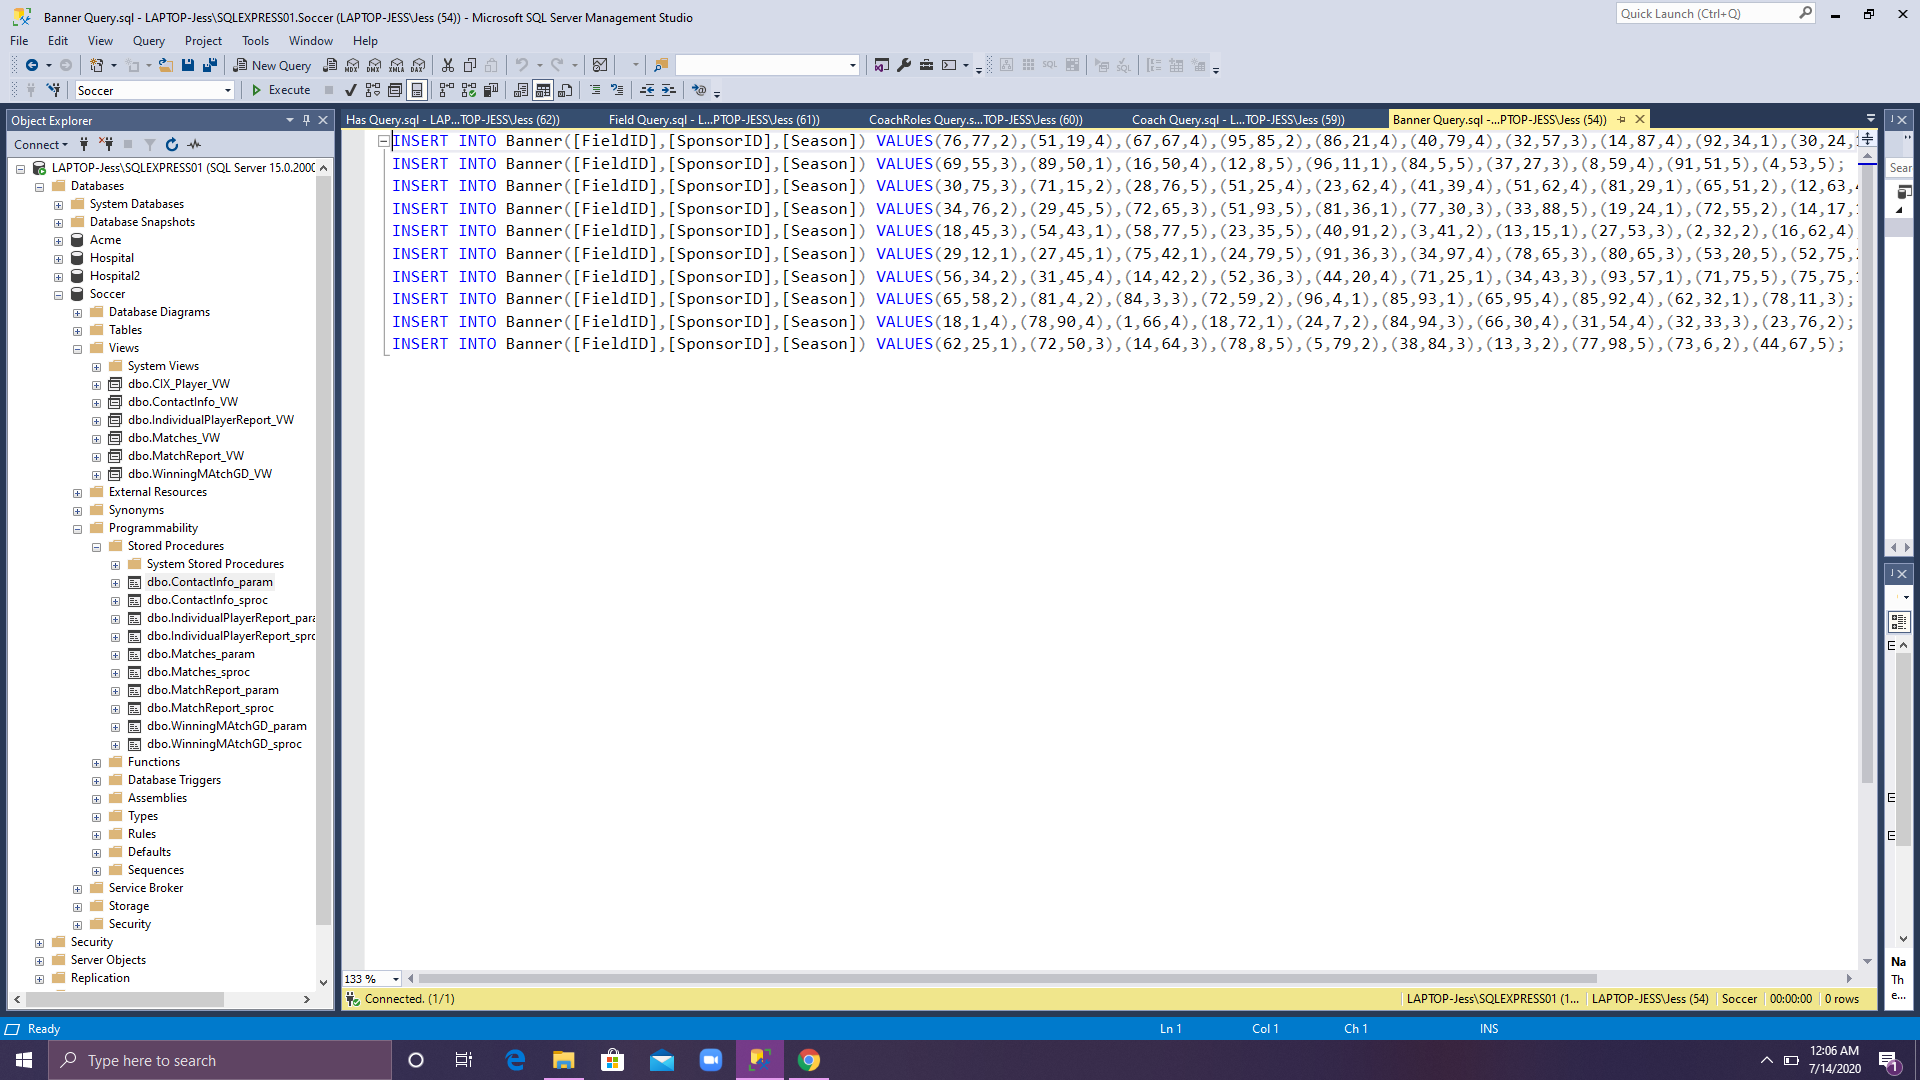 Banner Query.sql - LAPTOP-Jess\SQLEXPRESS01.Soccer (LAPTOP-JESS\Jess (54)) - Microsoft SQL Server Management Studio
Quick Launch (Ctrl+Q)
File Edit View Query Project Tools Window Help
New Query
Soccer
Execute
Object Explorer
Connect
LAPTOP-Jess\SQLEXPRESS01 (SQL Server 15.0.2000
Databases
System Databases
Database Snapshots
Acme
Hospital
Hospital2
Soccer
Database Diagrams
Tables
Views
System Views
dbo.CIX_Player_VW
dbo.ContactInfo_VW
dbo.IndividualPlayerReport_VW
dbo.Matches_VW
dbo.MatchReport_VW
dbo.WinningMAtchGD_VW
External Resources
Synonyms
Programmability
Stored Procedures
System Stored Procedures
dbo.ContactInfo_param
dbo.ContactInfo_sproc
dbo.IndividualPlayerReport_para
dbo.IndividualPlayerReport_spro
dbo.Matches_param
dbo.Matches_sproc
dbo.MatchReport_param
dbo.MatchReport_sproc
dbo.WinningMAtchGD_param
dbo.WinningMAtchGD_sproc
Functions
Database Triggers
Assemblies
Types
Rules
Defaults
Sequences
Service Broker
Storage
Security
Security
Server Objects
Replication
Has Query.sql - LAP...TOP-JESS\Jess (62)) Field Query.sql - L...PTOP-JESS\Jess (61)) CoachRoles Query.s...TOP-JESS\Jess (60)) Coach Query.sql - L...TOP-JESS\Jess (59)) Banner Query.sql -...PTOP-JESS\Jess (54))
INSERT INTO Banner([FieldID],[SponsorID],[Season]) VALUES(76,77,2),(51,19,4),(67,67,4),(95,85,2),(86,21,4),(40,79,4),(32,57,3),(14,87,4),(92,34,1),(30,24,
INSERT INTO Banner([FieldID],[SponsorID],[Season]) VALUES(69,55,3),(89,50,1),(16,50,4),(12,8,5),(96,11,1),(84,5,5),(37,27,3),(8,59,4),(91,51,5),(4,53,5);
INSERT INTO Banner([FieldID],[SponsorID],[Season]) VALUES(30,75,3),(71,15,2),(28,76,5),(51,25,4),(23,62,4),(41,39,4),(51,62,4),(81,29,1),(65,51,2),(12,63,4
INSERT INTO Banner([FieldID],[SponsorID],[Season]) VALUES(34,76,2),(29,45,5),(72,65,3),(51,93,5),(81,36,1),(77,30,3),(33,88,5),(19,24,1),(72,55,2),(14,17,
INSERT INTO Banner([FieldID],[SponsorID],[Season]) VALUES(18,45,3),(54,43,1),(58,77,5),(23,35,5),(40,91,2),(3,41,2),(13,15,1),(27,53,3),(2,32,2),(16,62,4)
INSERT INTO Banner([FieldID],[SponsorID],[Season]) VALUES(29,12,1),(27,45,1),(75,42,1),(24,79,5),(91,36,3),(34,97,4),(78,65,3),(80,65,3),(53,20,5),(52,75,
INSERT INTO Banner([FieldID],[SponsorID],[Season]) VALUES(56,34,2),(31,45,4),(14,42,2),(52,36,3),(44,20,4),(71,25,1),(34,43,3),(93,57,1),(71,75,5),(75,75,
INSERT INTO Banner([FieldID],[SponsorID],[Season]) VALUES(65,58,2),(81,4,2),(84,3,3),(72,59,2),(96,4,1),(85,93,1),(65,95,4),(85,92,4),(62,32,1),(78,11,3);
INSERT INTO Banner([FieldID],[SponsorID],[Season]) VALUES(18,1,4),(78,90,4),(1,66,4),(18,72,1),(24,7,2),(84,94,3),(66,30,4),(31,54,4),(32,33,3),(23,76,2);
INSERT INTO Banner([FieldID],[SponsorID],[Season]) VALUES(62,25,1),(72,50,3),(14,64,3),(78,8,5),(5,79,2),(38,84,3),(13,3,2),(77,98,5),(73,6,2),(44,67,5);
133 %
Connected. (1/1)
LAPTOP-Jess\SQLEXPRESS01 (1... LAPTOP-JESS\Jess (54) Soccer 00:00:00 0 rows
Sear
Na
Th
e...
Ready
Ln 1 Col 1 Ch 1 INS
Type here to search
12:06 AM
7/14/2020
1